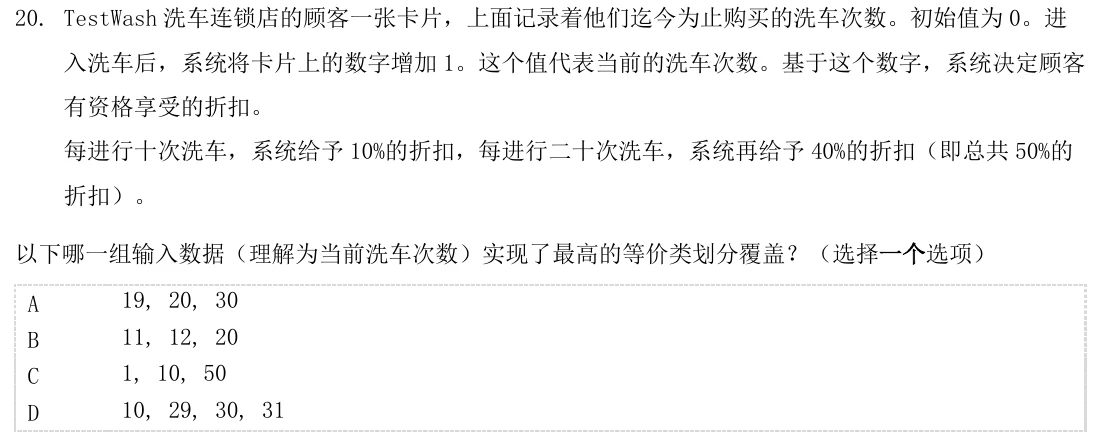 20. TestWash 洗车连锁店的顾客一张卡片，上面记录着他们迄今为止购买的洗车次数。初始值为 0。进
入洗车后，系统将卡片上的数字增加 1。这个值代表当前的洗车次数。基于这个数字，系统决定顾客
有资格享受的折扣。
每进行十次洗车，系统给予 10%的折扣，每进行二十次洗车，系统再给予 40%的折扣（即总共 50%的
折扣）。
以下哪一组输入数据（理解为当前洗车次数）实现了最高的等价类划分覆盖？（选择一个选项）
A 19, 20, 30
B 11, 12, 20
C 1, 10, 50
D 10, 29, 30, 31